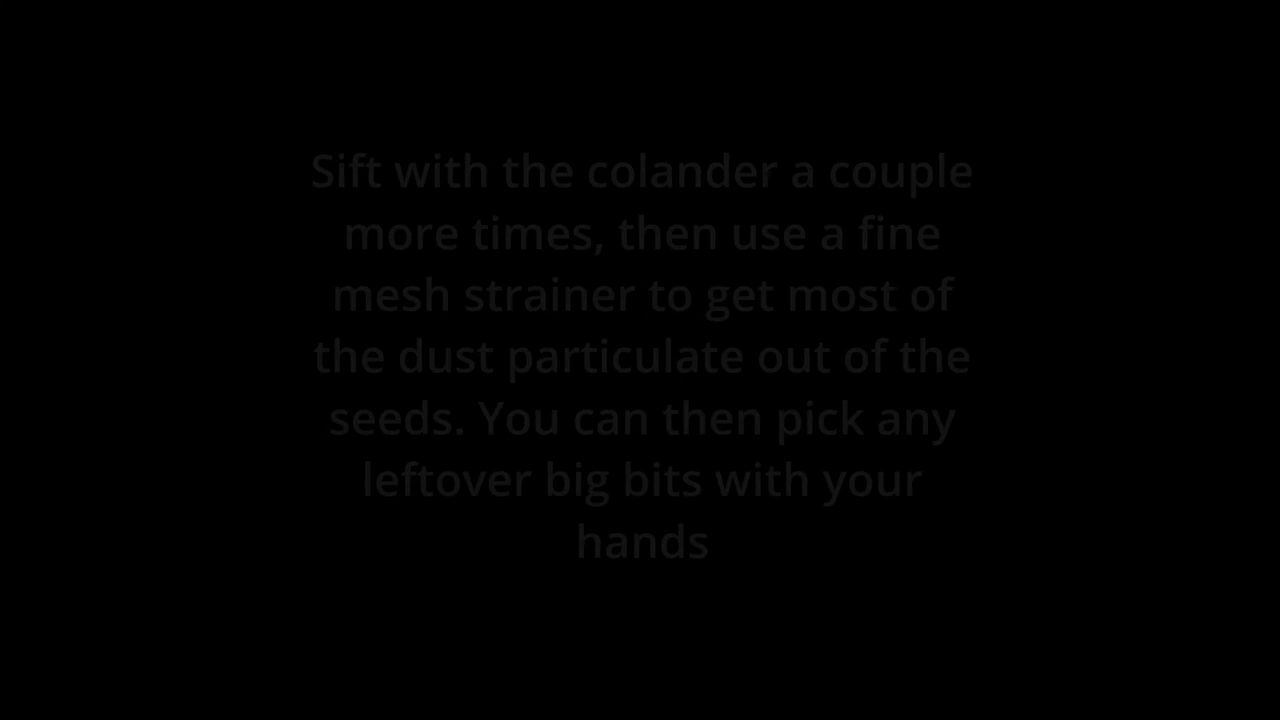 Sift with the colander a couple
more times, then use a fine
mesh strainer to get most of
the dust particulate out of the
seeds. You can then pick any
leftover big bits with your
hands